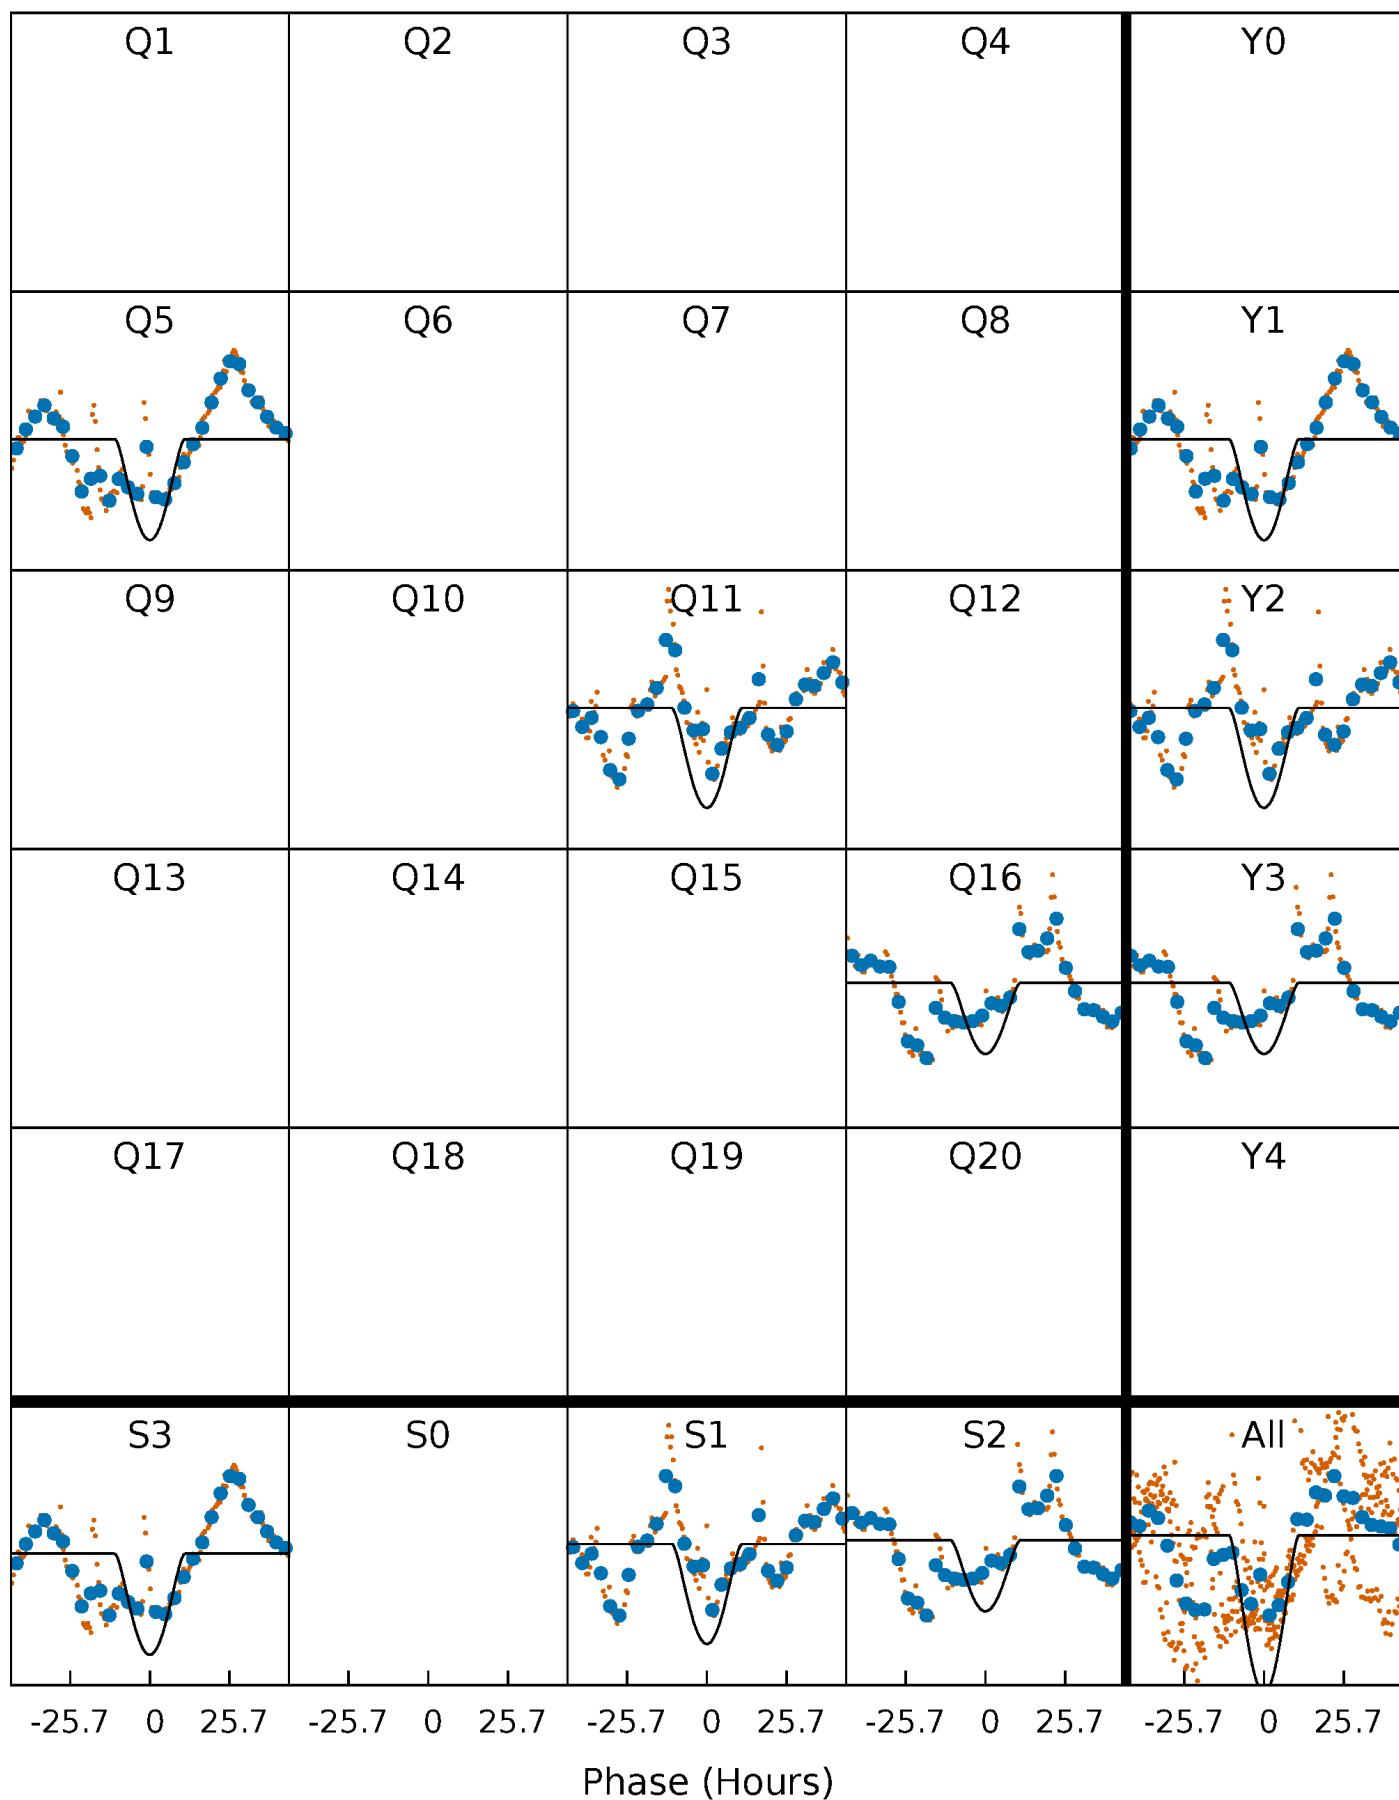 Q1 Q2 Q3 Q4 Y0
Q5 Q6 Q7 Q8 Y1
Q9 Q10 Q11 Q12 Y2
Q13 Q14 Q15 Q16 Y3
Q17 Q18 Q19 Q20 Y4
S3 S0 S1 S2 All
-25.7 0 25.7 -25.7 0 25.7 -25.7 0 25.7 -25.7 0 25.7 -25.7 0 25.7
Phase (Hours)